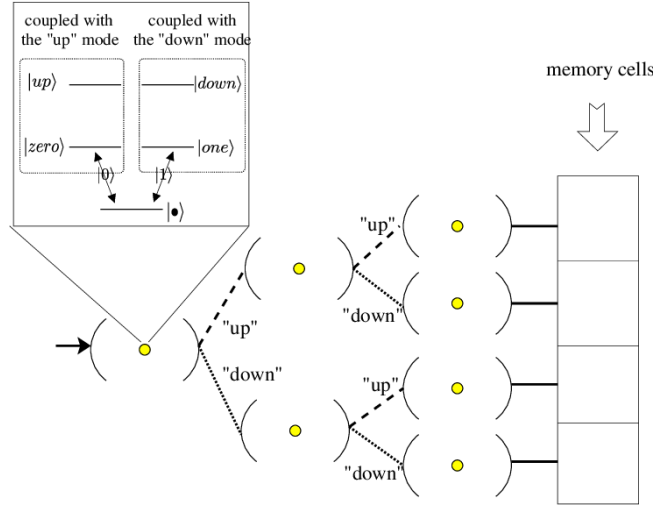 coupled with
the "up" mode
coupled with
the "down" mode
|up⟩
|down⟩
|zero⟩
|one⟩
|0⟩
|1⟩
|•⟩
memory cells
"up"
"down"
"up"
"down"
"up"
"down"